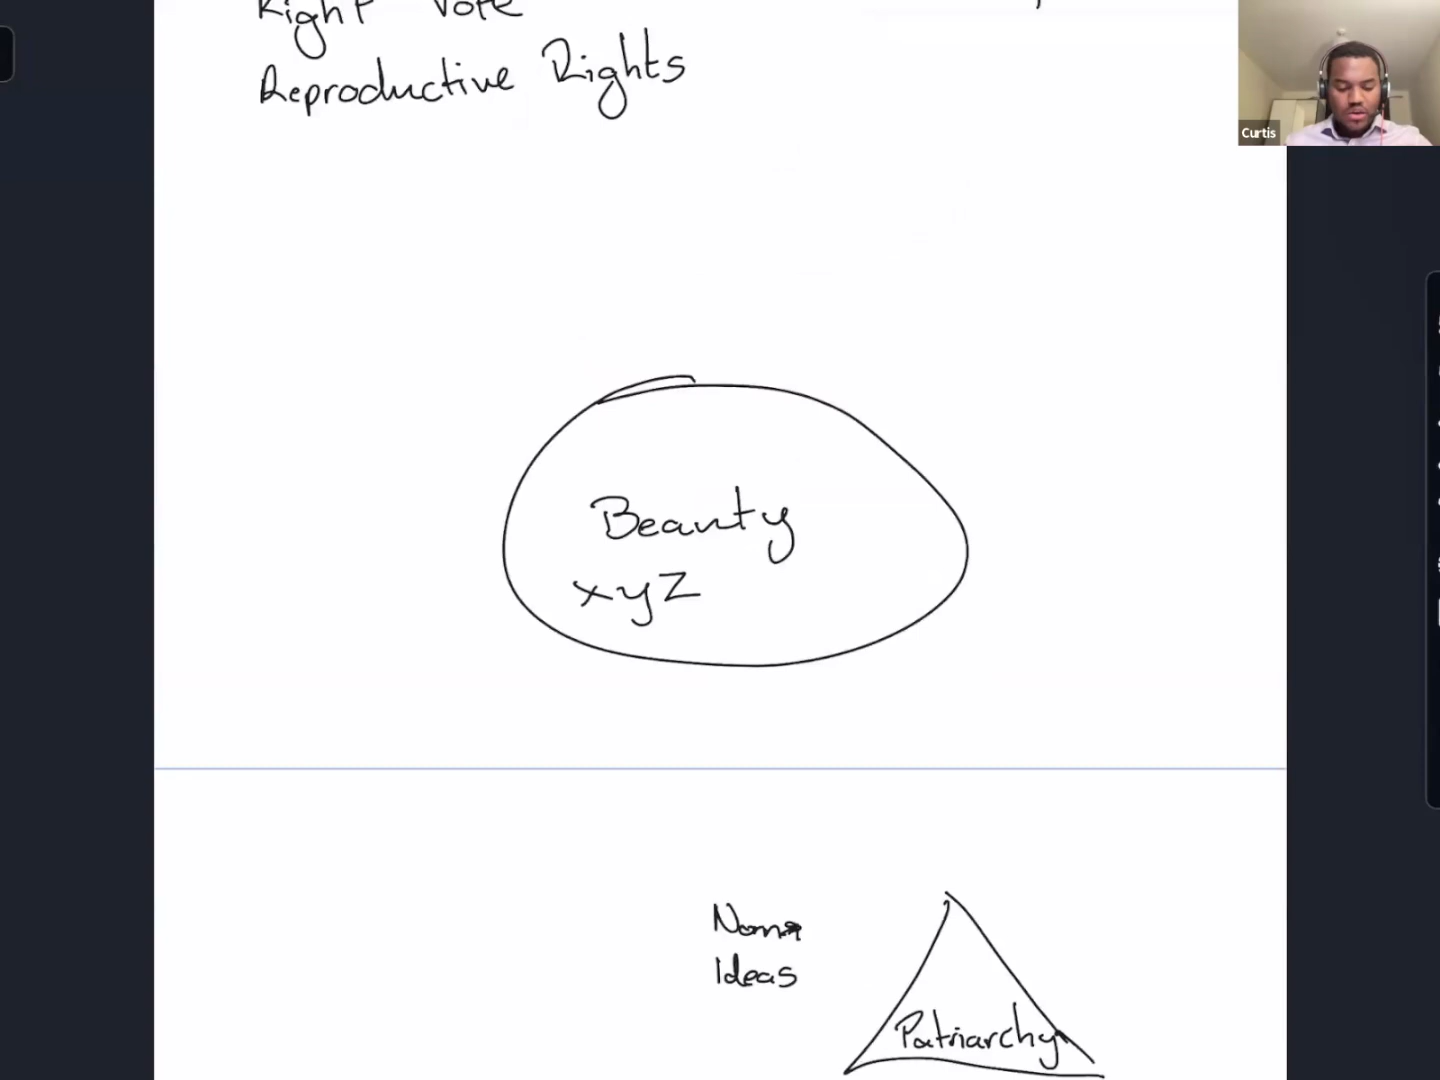 Right Vote
Reproductive Rights
Curtis
Beauty
xyz
Ideas
Patriarchy